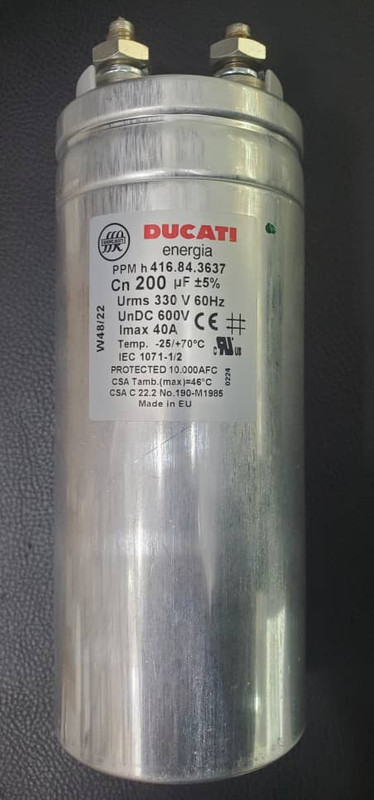 DUCATI
energia
PPM h 416.84.3637
Cn 200 µF ±5%
Urms 330 V 60Hz
UnDC 600V
Imax 40A
CE
Temp. -25/+70°C
IEC 1071-1/2
c US
PROTECTED 10.000AFC
CSA Tamb.(max)=46°C
CSA C 22.2 No.190-M1985
Made in EU
W48/22
0224